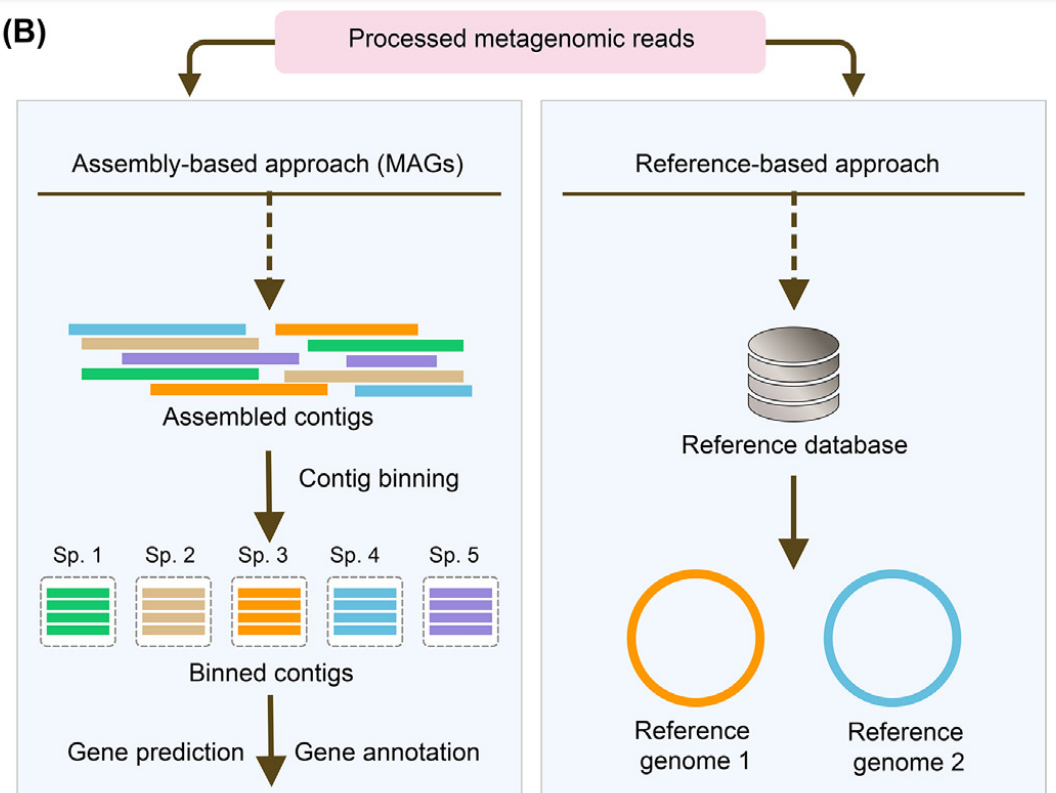 (B)
Processed metagenomic reads
Assembly-based approach (MAGs)
Assembled contigs
Contig binning
Sp. 1 Sp. 2 Sp. 3 Sp. 4 Sp. 5
Binned contigs
Gene prediction Gene annotation
Reference-based approach
Reference database
Reference
genome 1
Reference
genome 2